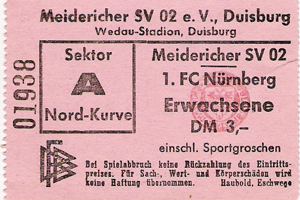 Meidericher SV 02 e.V., Duisburg
Wedau-Stadion, Duisburg
01938
Sektor
A
Nord-Kurve
Meidericher SV 02
1. FC Nürnberg
Erwachsene
DM 3,–
einschl. Sportgroschen
DFB
Bei Spielabbruch keine Rückzahlung des Eintritts-
preises. Für Sach-, Wert- und Körperschäden wird
keine Haftung übernommen. Haubold, Eschwege